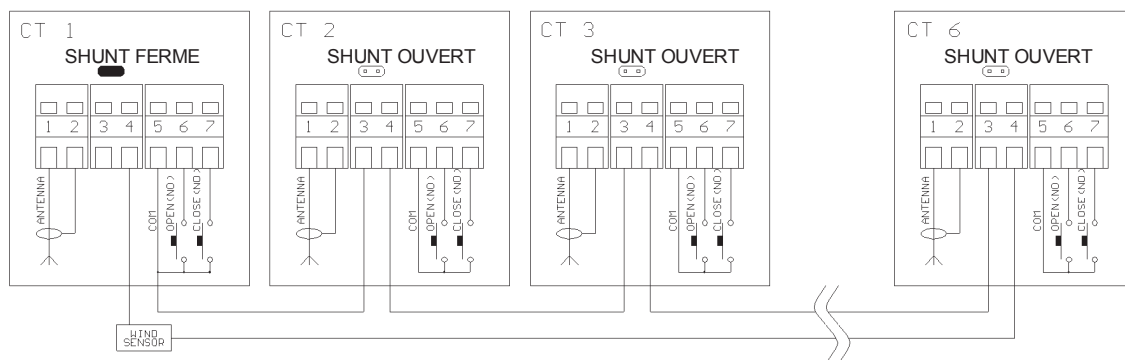 CT 1
SHUNT FERME
1 2 3 4 5 6 7
ANTENNA
COM
OPEN(NO)
CLOSE(NO)
CT 2
SHUNT OUVERT
1 2 3 4 5 6 7
ANTENNA
COM
OPEN(NO)
CLOSE(NO)
CT 3
SHUNT OUVERT
1 2 3 4 5 6 7
ANTENNA
COM
OPEN(NO)
CLOSE(NO)
CT 6
SHUNT OUVERT
1 2 3 4 5 6 7
ANTENNA
COM
OPEN(NO)
CLOSE(NO)
WIND
SENSOR